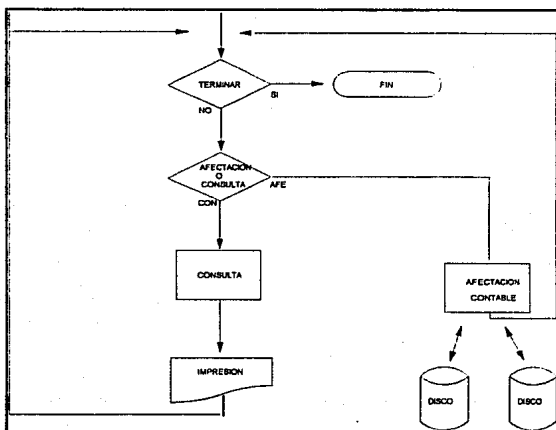 TERMINAR
SI
FIN
NO
AFECTACION
O
CONSULTA
AFE
CON
CONSULTA
AFECTACION
CONTABLE
IMPRESION
DISCO
DISCO